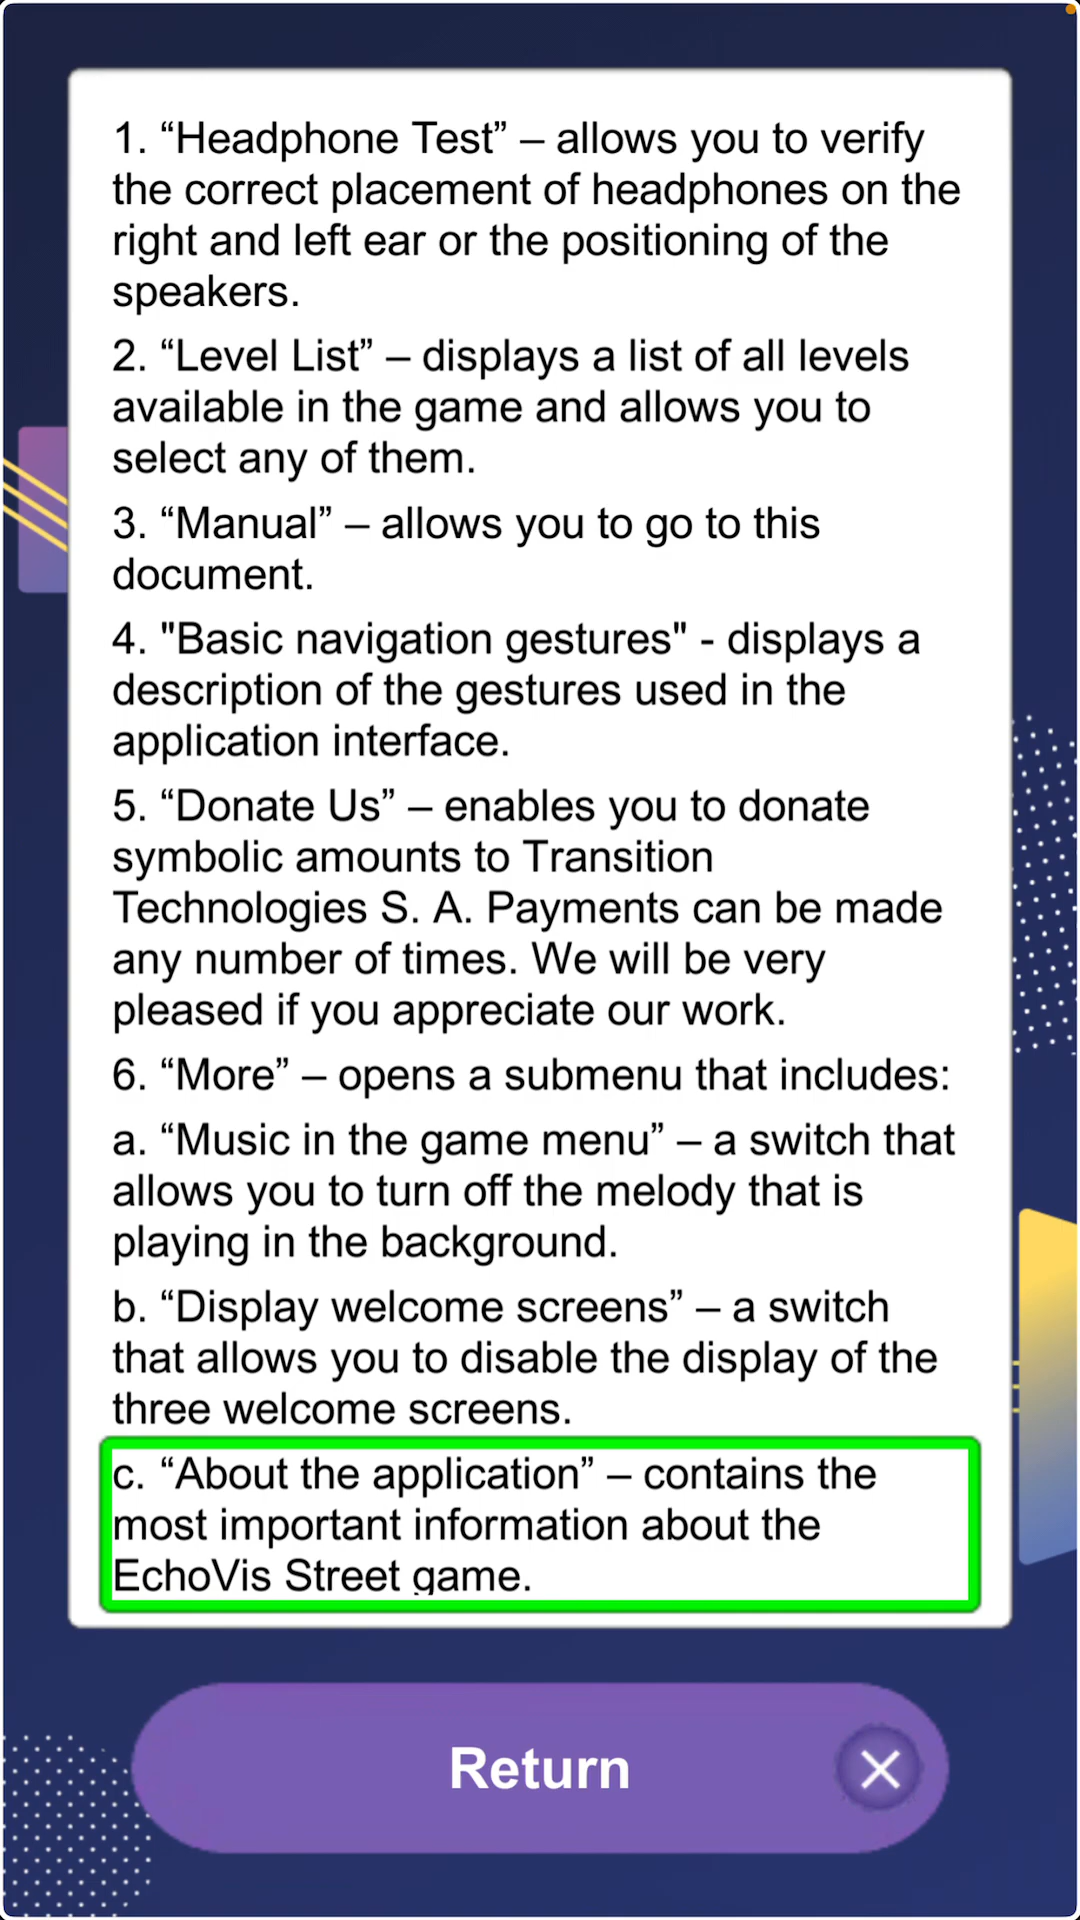 1. “Headphone Test” – allows you to verify
the correct placement of headphones on the
right and left ear or the positioning of the
speakers.
2. “Level List” – displays a list of all levels
available in the game and allows you to
select any of them.
3. “Manual” – allows you to go to this
document.
4. "Basic navigation gestures" - displays a
description of the gestures used in the
application interface.
5. “Donate Us” – enables you to donate
symbolic amounts to Transition
Technologies S. A. Payments can be made
any number of times. We will be very
pleased if you appreciate our work.
6. “More” – opens a submenu that includes:
a. “Music in the game menu” – a switch that
allows you to turn off the melody that is
playing in the background.
b. “Display welcome screens” – a switch
that allows you to disable the display of the
three welcome screens.
c. “About the application” – contains the
most important information about the
EchoVis Street game.
Return